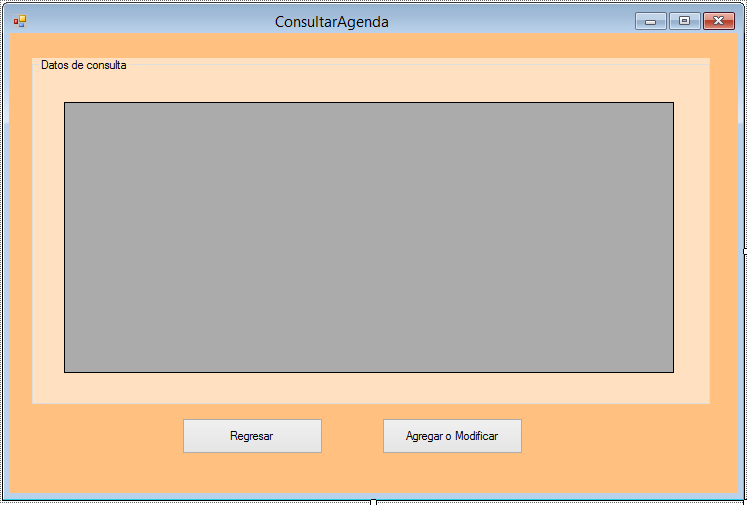 ConsultarAgenda
Datos de consulta
Regresar
Agregar o Modificar